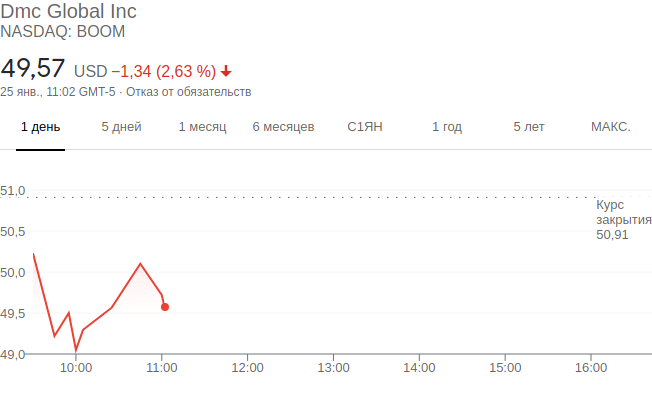 Dmc Global Inc
NASDAQ: BOOM
49,57 USD −1,34 (2,63 %)
25 янв., 11:02 GMT-5 · Отказ от обязательств
1 день 5 дней 1 месяц 6 месяцев С1ЯН 1 год 5 лет МАКС.
51,0
Курс
закрытия
50,91
50,5
50,0
49,5
49,0
10:00 11:00 12:00 13:00 14:00 15:00 16:00